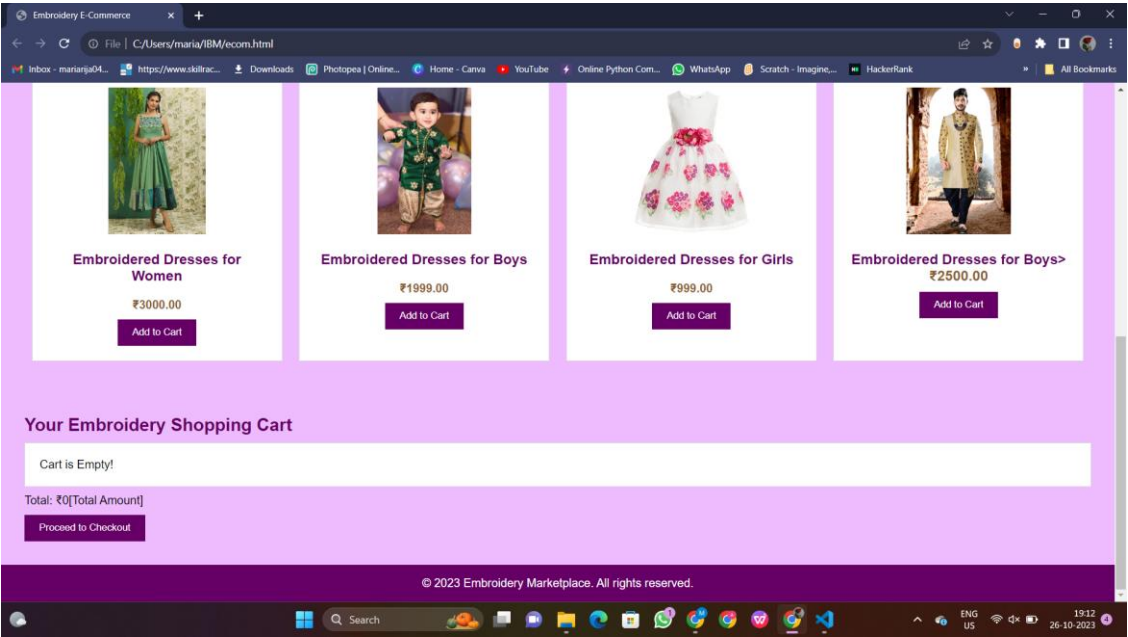 Embroidery E-Commerce
File | C:/Users/maria/IBM/ecom.html
Inbox - mariarija04... https://www.skillrac... Downloads Photopea | Online... Home - Canva YouTube Online Python Com... WhatsApp Scratch - Imagine,... HackerRank » All Bookmarks
Embroidered Dresses for Women
₹3000.00
Add to Cart
Embroidered Dresses for Boys
₹1999.00
Add to Cart
Embroidered Dresses for Girls
₹999.00
Add to Cart
Embroidered Dresses for Boys>
₹2500.00
Add to Cart
Your Embroidery Shopping Cart
Cart is Empty!
Total: ₹0[Total Amount]
Proceed to Checkout
© 2023 Embroidery Marketplace. All rights reserved.
Search
ENG
US
19:12
26-10-2023
4